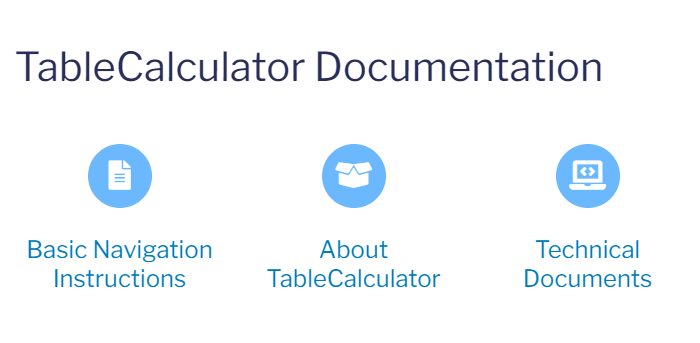 TableCalculator Documentation
Basic Navigation
Instructions
About
TableCalculator
Technical
Documents